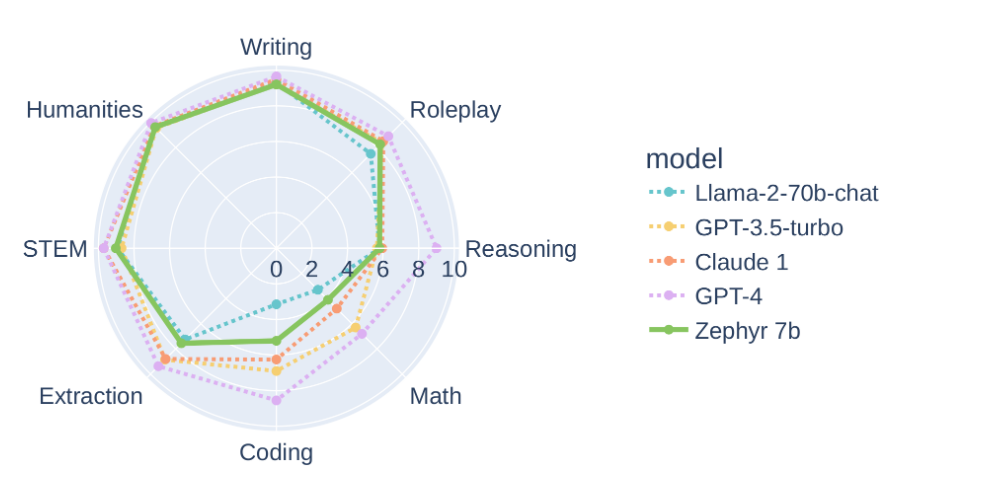 Writing
Humanities
Roleplay
STEM
Reasoning
0 2 4 6 8 10
Extraction
Math
Coding
model
Llama-2-70b-chat
GPT-3.5-turbo
Claude 1
GPT-4
Zephyr 7b